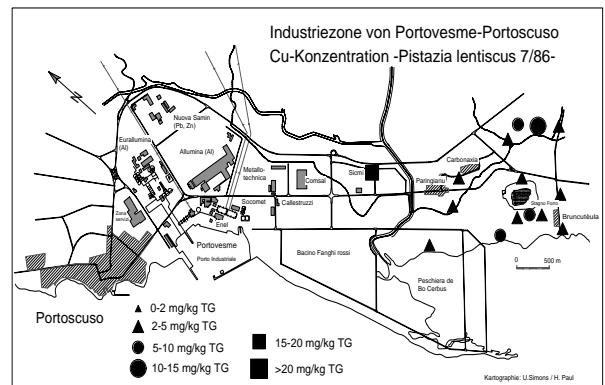 Industriezone von Portovesme-Portoscuso
Cu-Konzentration -Pistazia lentiscus 7/86-
N
Nuova Samin
(Pb, Zn)
Eurallumina
(Al)
Allumina (Al)
Metallo-
technica
Comsal
Sicmi
Carbonaxia
Paringianu
Stagno Forru
Bruncutèula
Zona
servizi
Socomet
Callestruzzi
Enel
Portovesme
Porto Industriale
Bacino Fanghi rossi
Peschiera de
Bo Cerbus
0 500 m
Portoscuso
0-2 mg/kg TG
2-5 mg/kg TG
5-10 mg/kg TG
10-15 mg/kg TG
15-20 mg/kg TG
>20 mg/kg TG
Kartographie: U.Simons / H. Paul